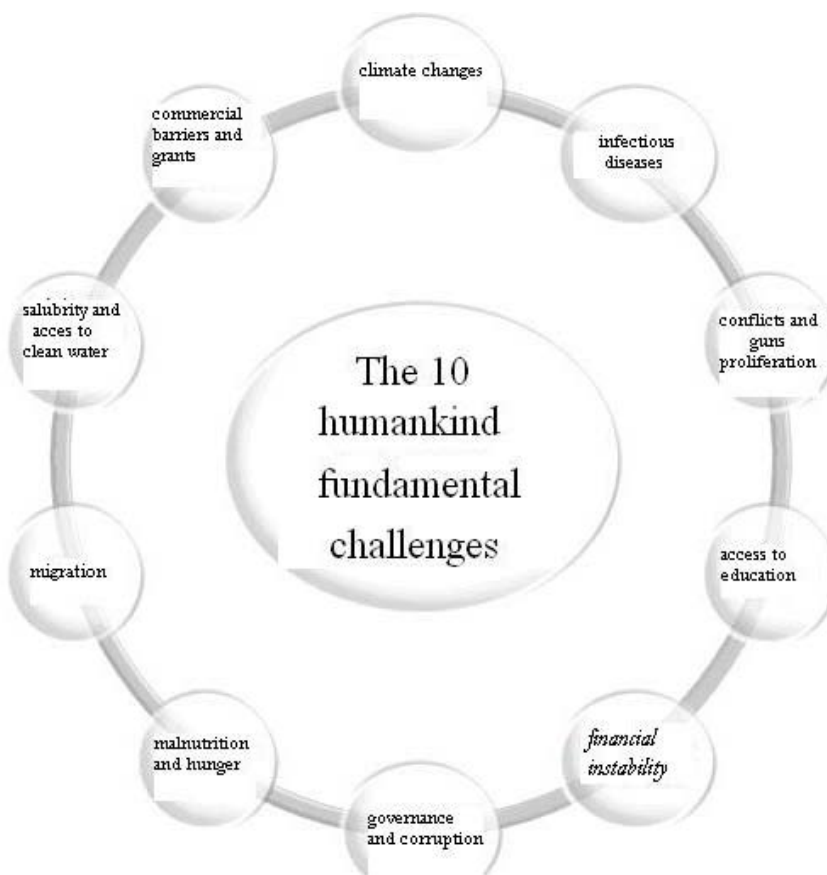 The 10
humankind
fundamental
challenges
climate changes
infectious
diseases
conflicts and
guns
proliferation
access to
education
financial
instability
governance
and corruption
malnutrition
and hunger
migration
salubrity and
acces to
clean water
commercial
barriers and
grants